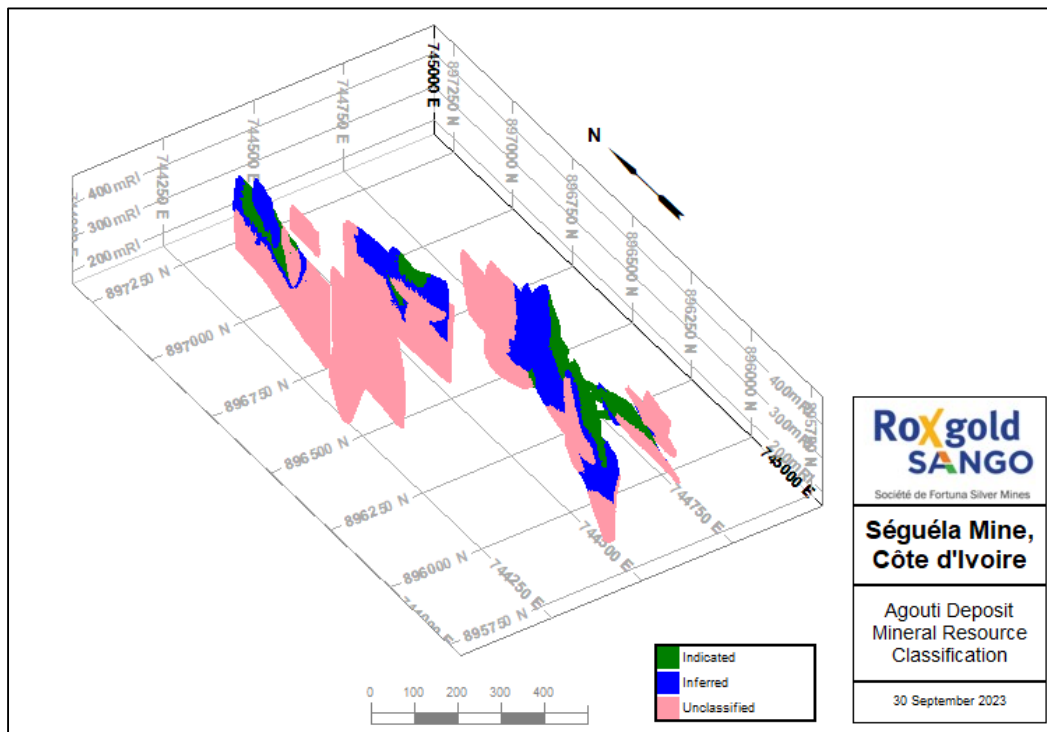 745000 E
897250 N
744750 E
897000 N
N
744500 E
896750 N
744250 E
896500 N
400mRl
300mRl
200mRl
896250 N
897250 N
896000 N
897000 N
400mRl
300mRl
200mRl
895750 N
896750 N
745000 E
896500 N
744750 E
896250 N
744500 E
896000 N
744250 E
744000 E
895750 N
Roxgold
SANGO
Société de Fortuna Silver Mines
Séguéla Mine,
Côte d'Ivoire
Agouti Deposit
Mineral Resource
Classification
30 September 2023
Indicated
Inferred
Unclassified
0 100 200 300 400